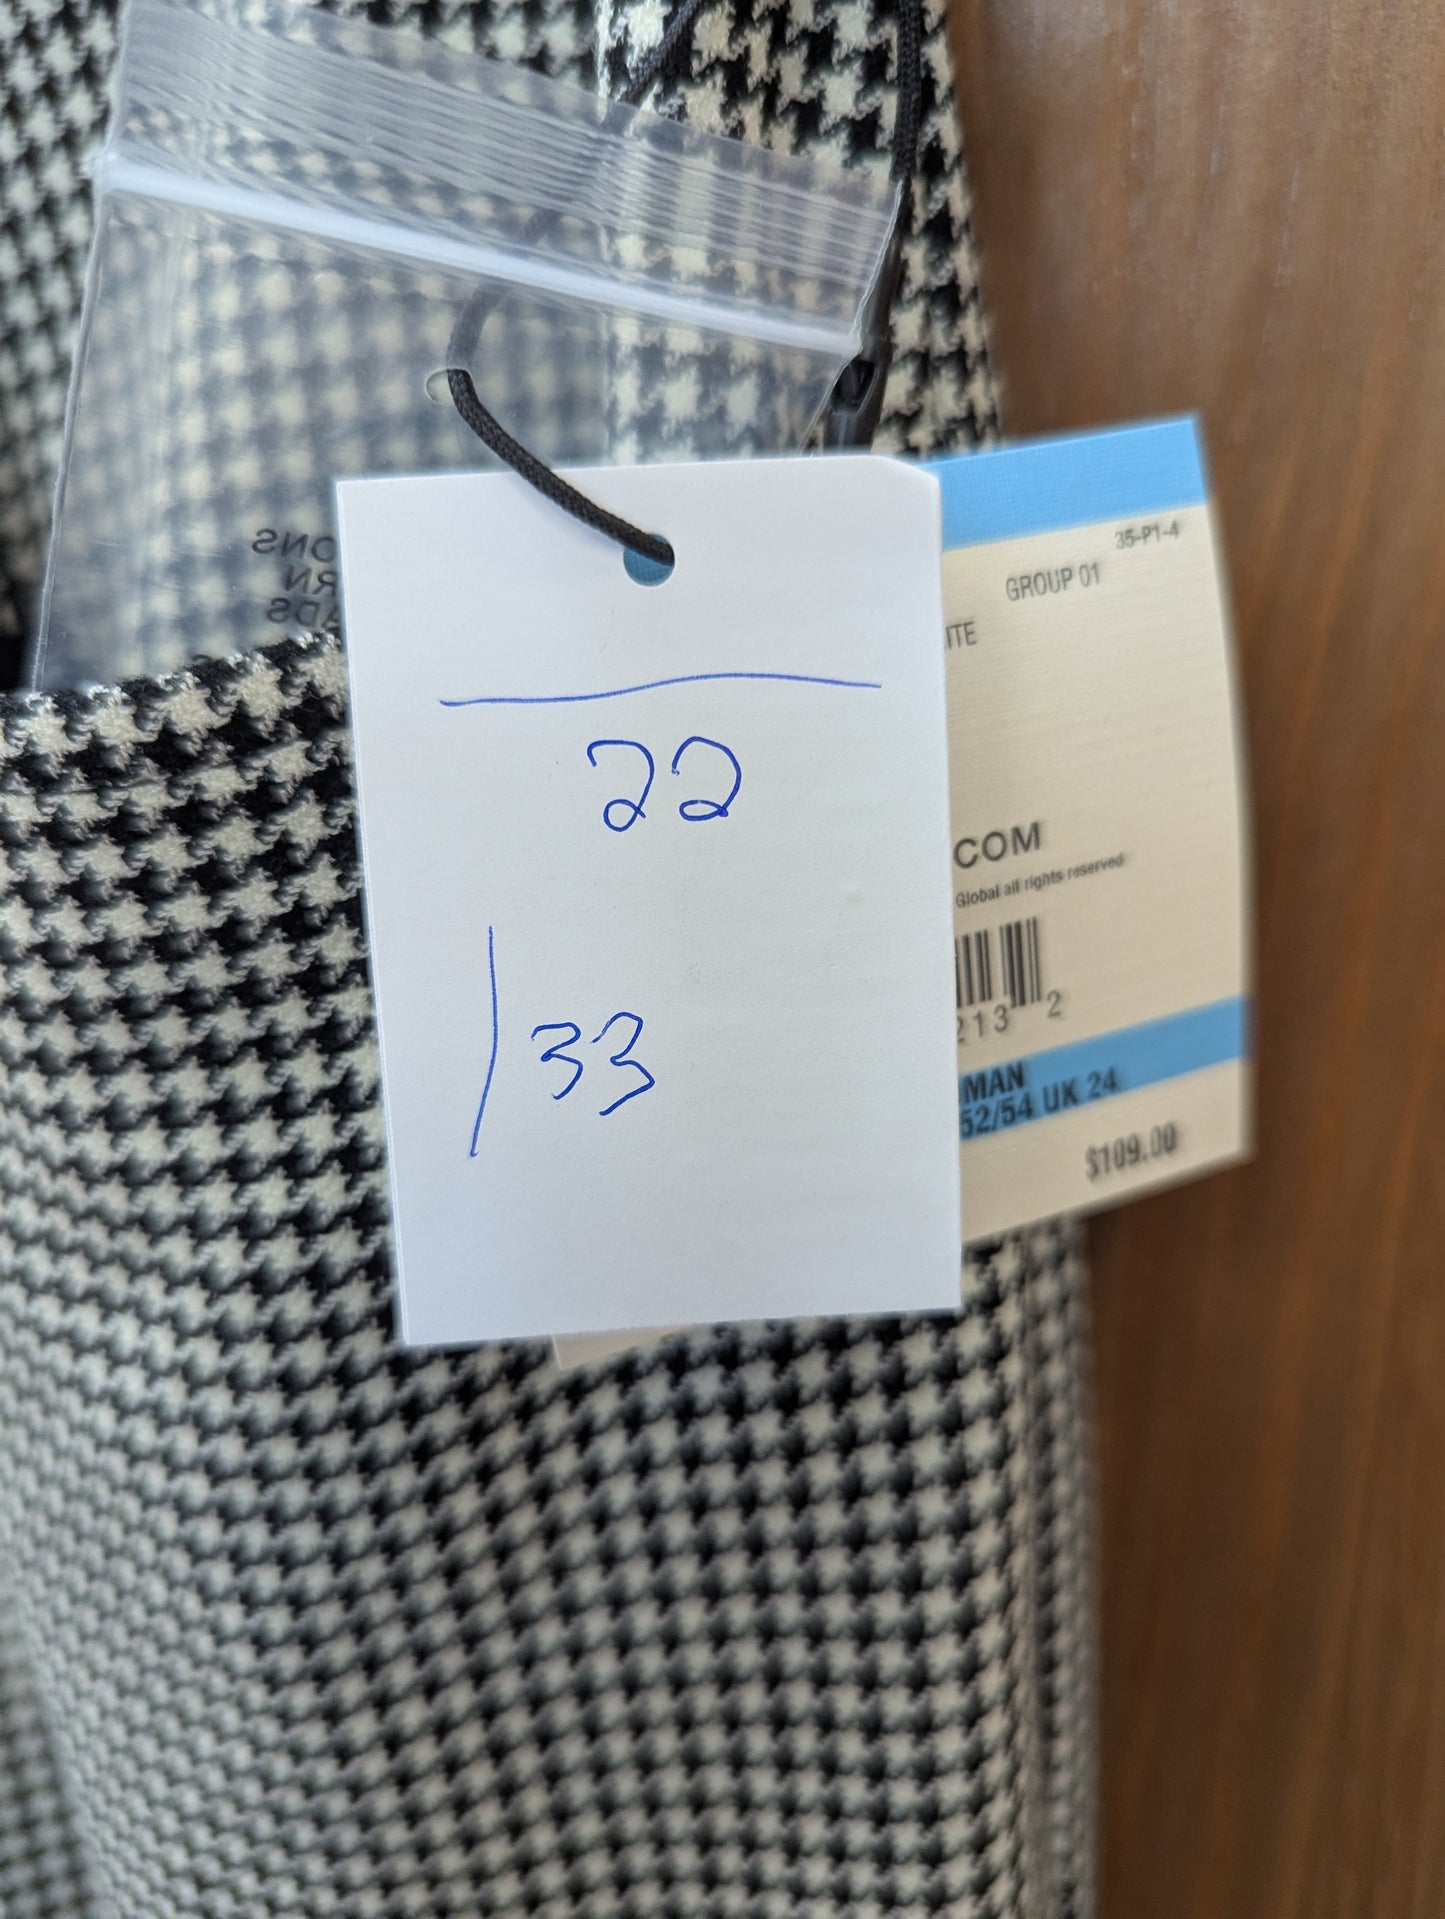 35-P1-4
GROUP 01
22
COM
Global all rights reserved
33
213 2
MAN
52/54 UK 24
$109.00